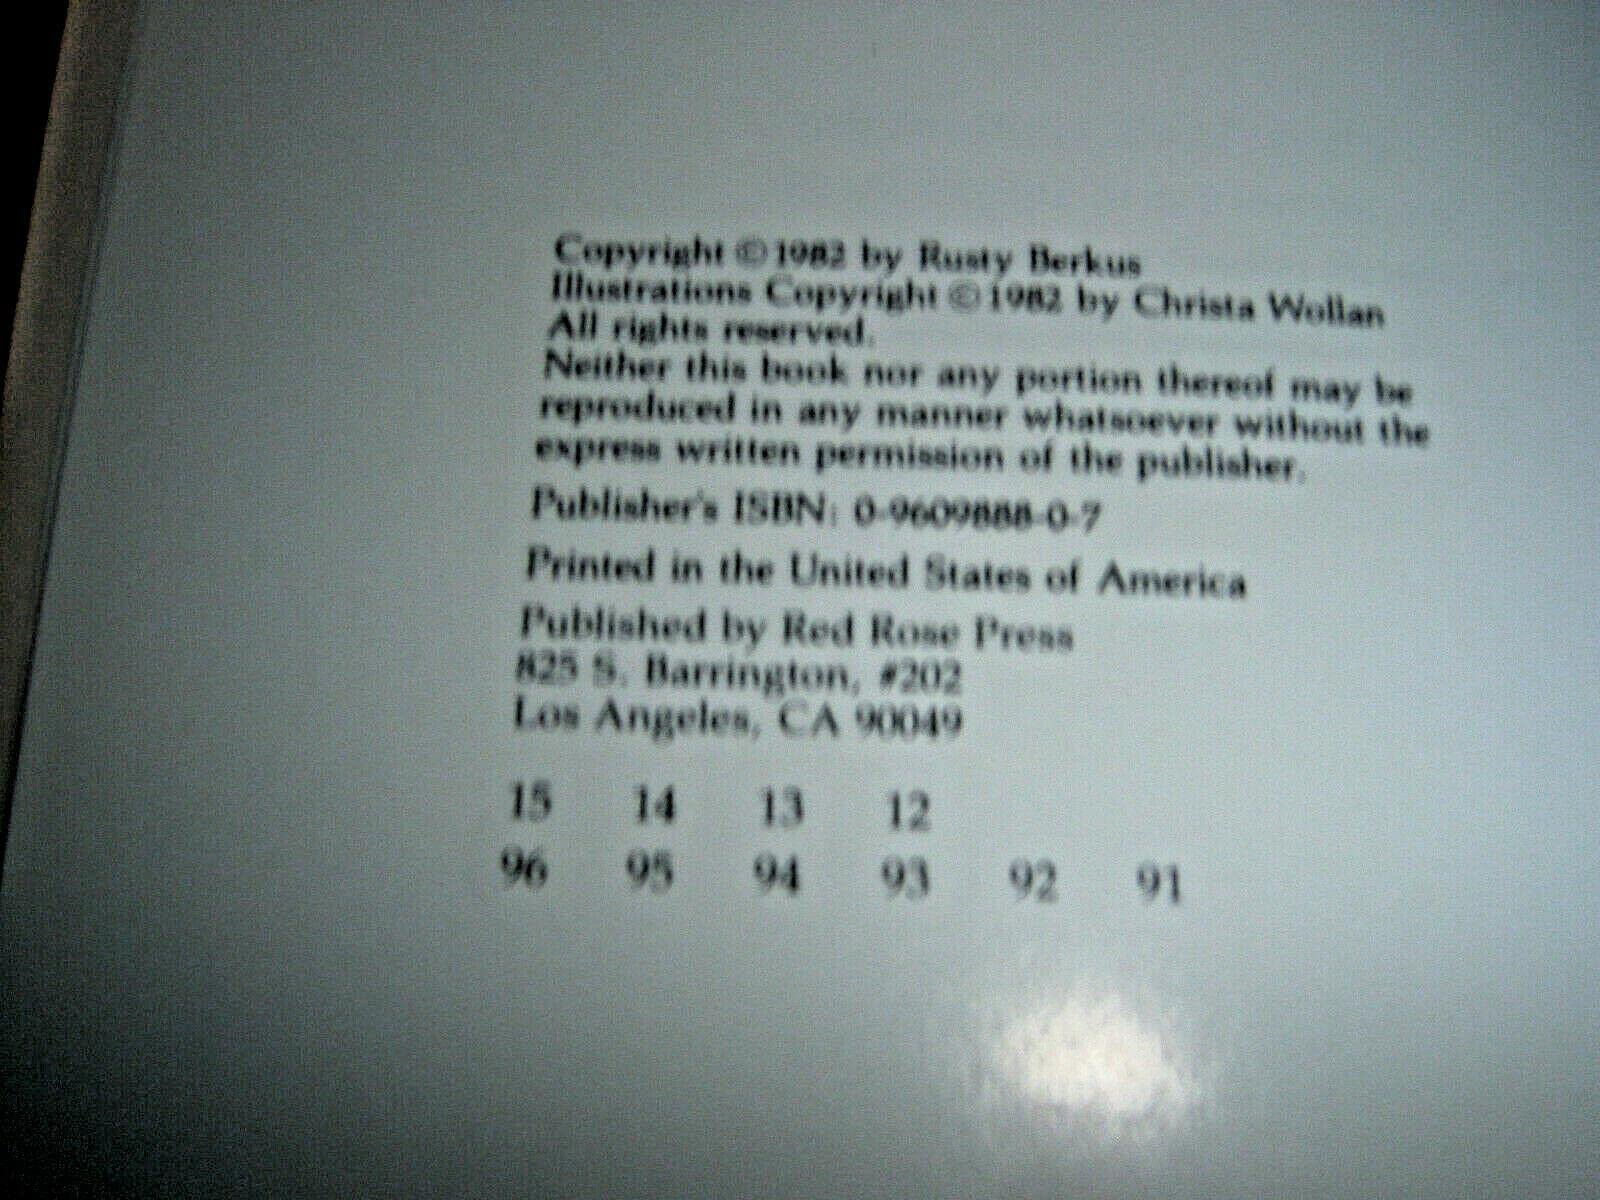 Copyright ©1982 by Rusty Berkus
Illustrations Copyright ©1982 by Christa Wollan
All rights reserved.
Neither this book nor any portion thereof may be
reproduced in any manner whatsoever without the
express written permission of the publisher.
Publisher's ISBN: 0-9609888-0-7
Printed in the United States of America
Published by Red Rose Press
825 S. Barrington, #202
Los Angeles, CA 90049
15 14 13 12
96 95 94 93 92 91